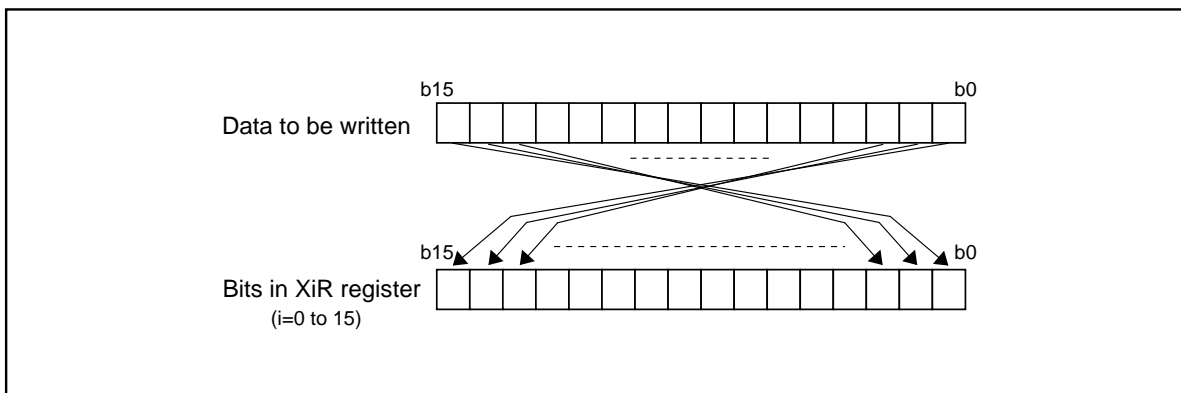 b15 b0
Data to be written
b15 b0
Bits in XiR register
(i=0 to 15)